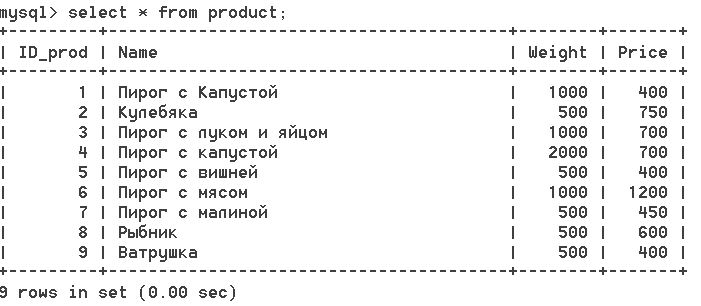 mysql> select * from product;
+---------+----------------------------------------+--------+-------+
| ID_prod | Name                                   | Weight | Price |
+---------+----------------------------------------+--------+-------+
|       1 | Пирог с Капустой                       |   1000 |   400 |
|       2 | Кулебяка                               |    500 |   750 |
|       3 | Пирог с луком и яйцом                  |   1000 |   700 |
|       4 | Пирог с капустой                       |   2000 |   700 |
|       5 | Пирог с вишней                         |    500 |   400 |
|       6 | Пирог с мясом                          |   1000 |  1200 |
|       7 | Пирог с малиной                        |    500 |   450 |
|       8 | Рыбник                                 |    500 |   600 |
|       9 | Ватрушка                               |    500 |   400 |
+---------+----------------------------------------+--------+-------+
9 rows in set (0.00 sec)